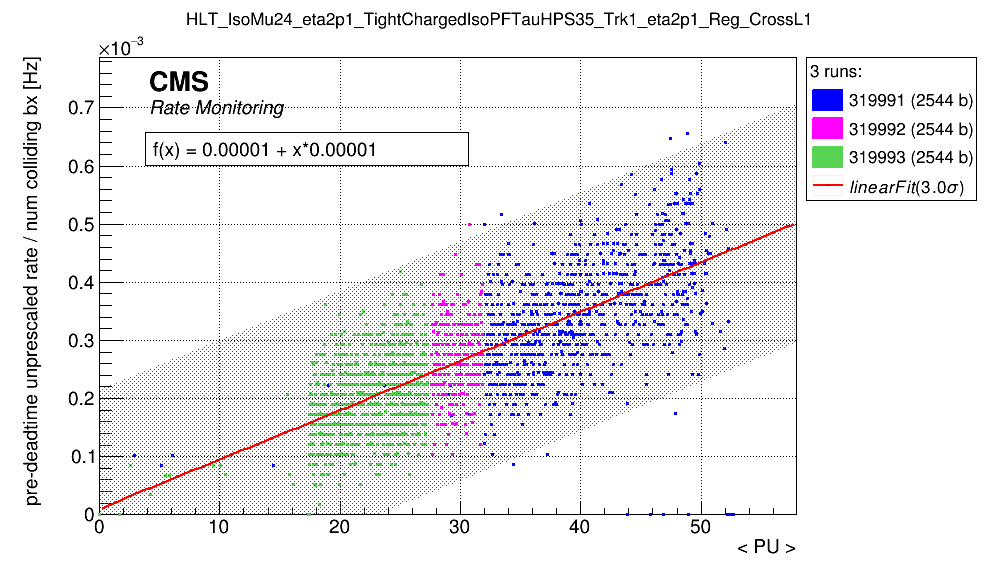 HLT_IsoMu24_eta2p1_TightChargedIsoPFTauHPS35_Trk1_eta2p1_Reg_CrossL1
×10⁻³
pre-deadtime unprescaled rate / num colliding bx [Hz]
CMS
Rate Monitoring
f(x) = 0.00001 + x*0.00001
0.7
0.6
0.5
0.4
0.3
0.2
0.1
0
0 10 20 30 40 50
< PU >
3 runs:
319991 (2544 b)
319992 (2544 b)
319993 (2544 b)
linearFit(3.0σ)